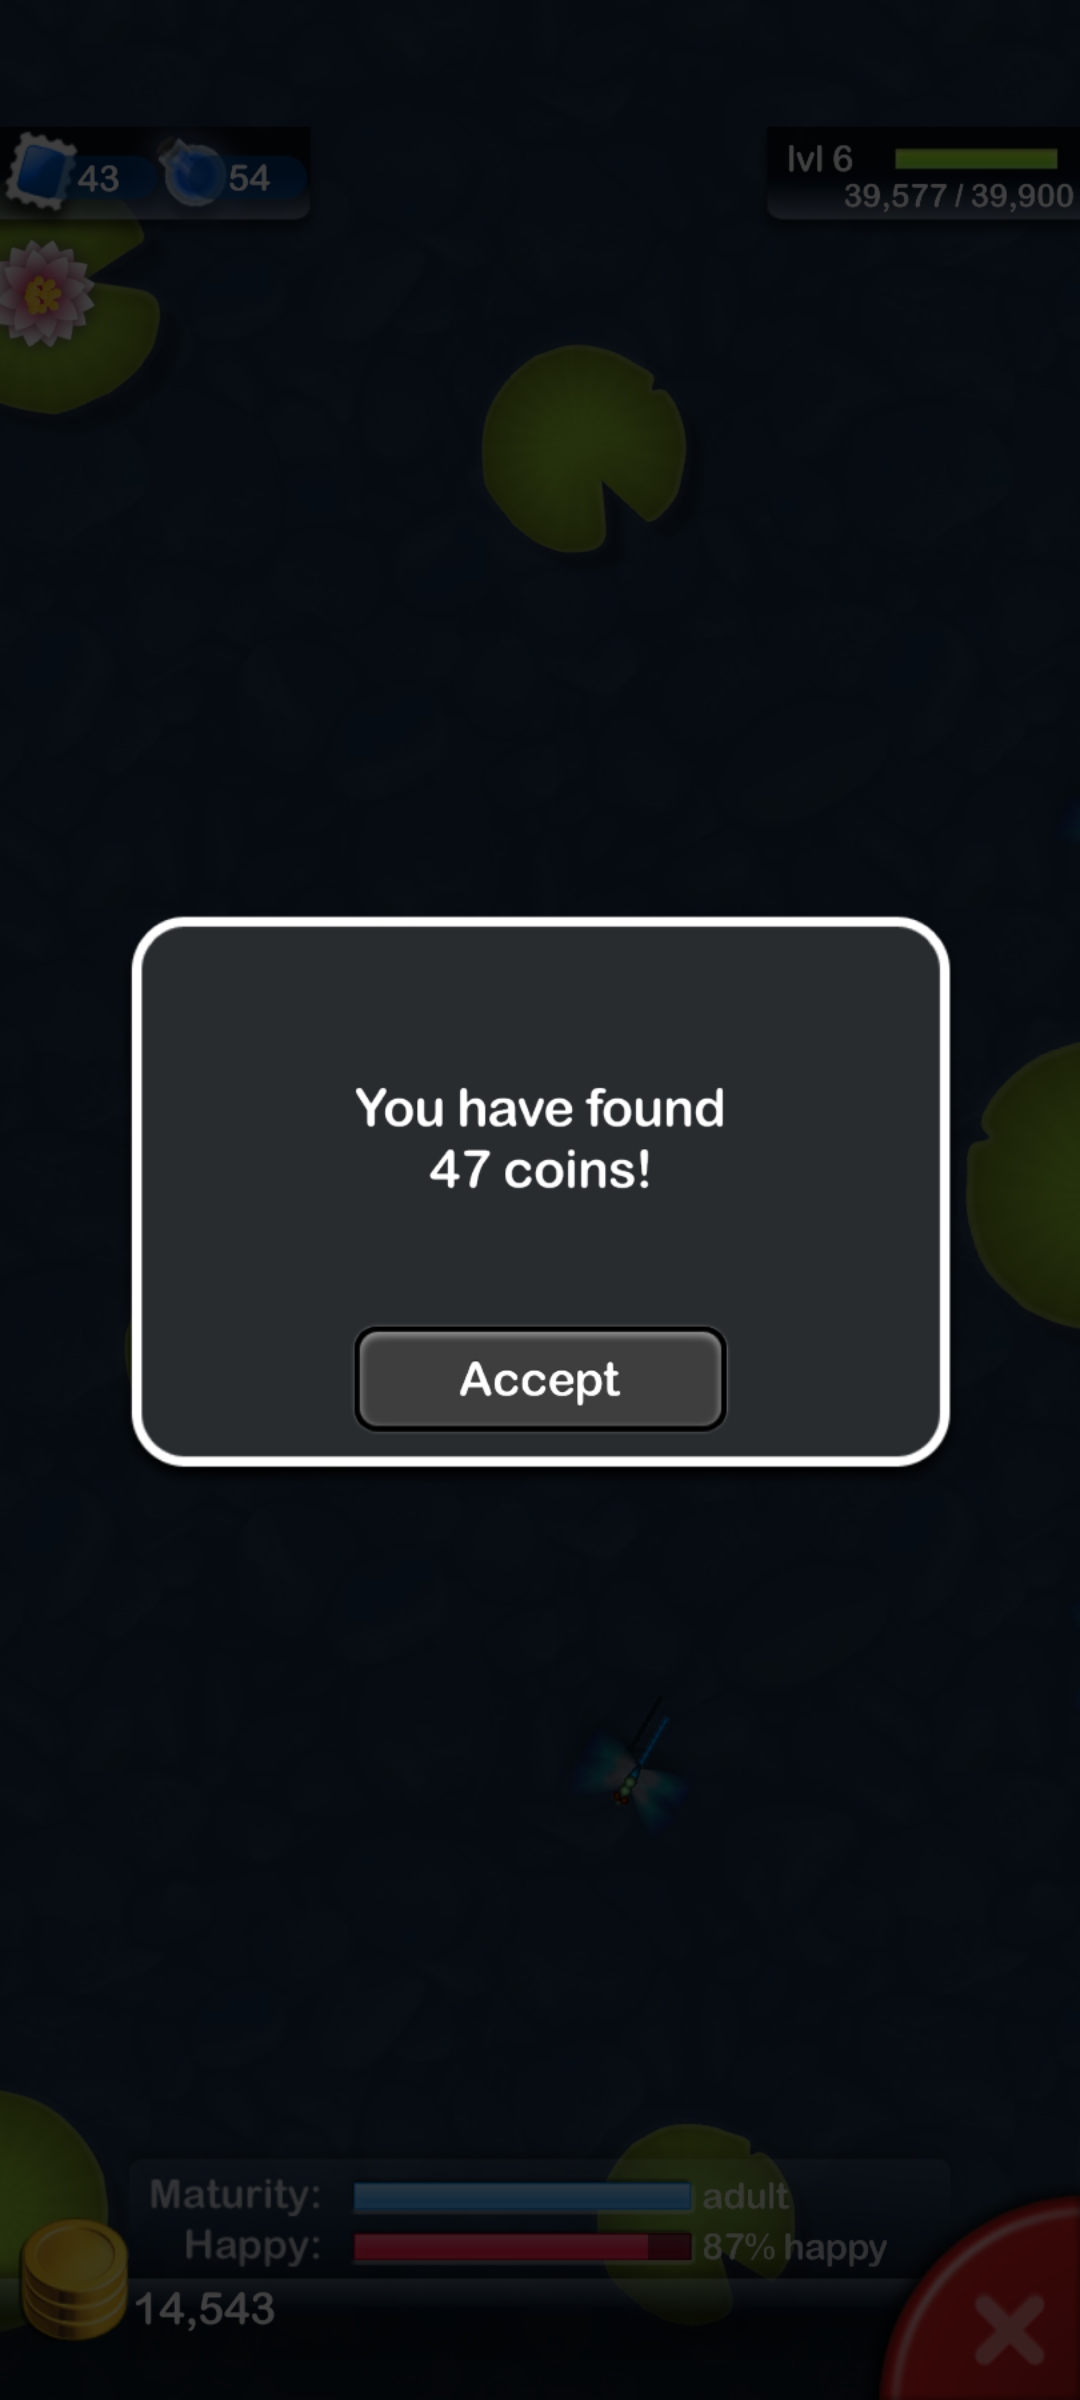 43 54
lvl 6
39,577 / 39,900
You have found
47 coins!
Accept
Maturity: adult
Happy: 87% happy
14,543